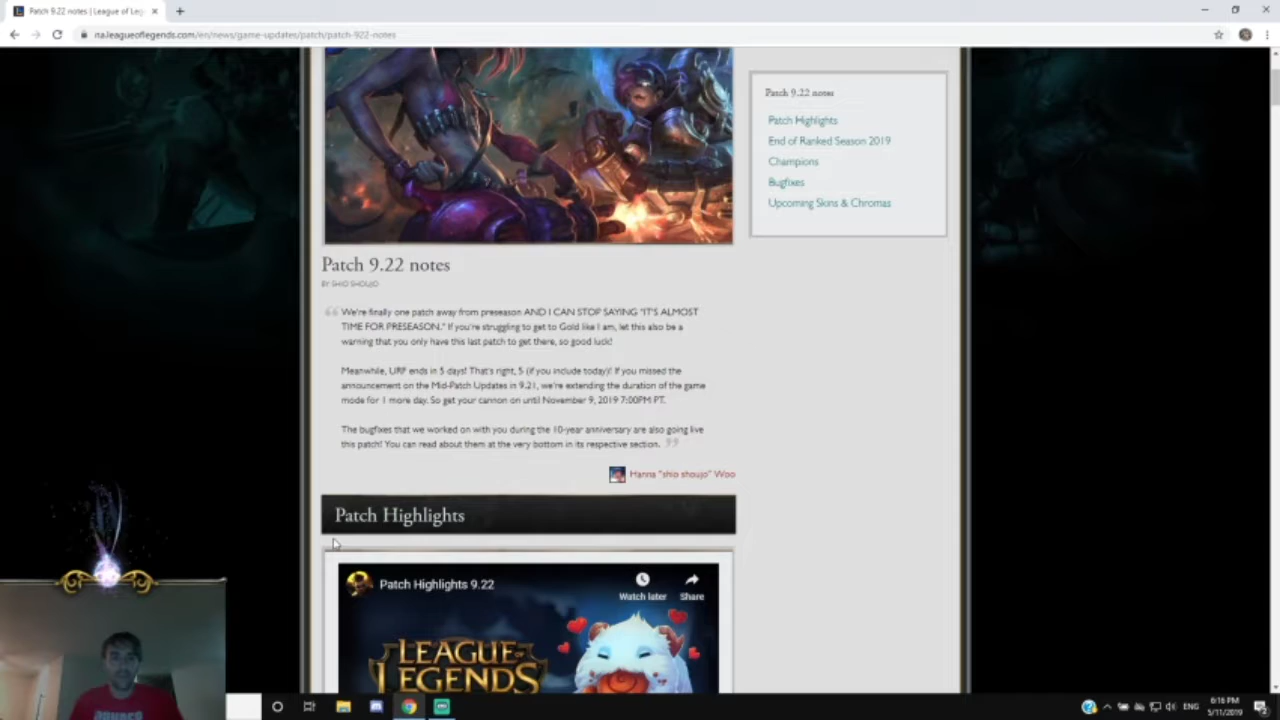 Patch 9.22 notes | League of Leg
na.leagueoflegends.com/en/news/game-updates/patch/patch-922-notes
Patch 9.22 notes
Patch Highlights
End of Ranked Season 2019
Champions
Bugfixes
Upcoming Skins & Chromas
Patch 9.22 notes
BY SHIO SHOUJO
We're finally one patch away from preseason AND I CAN STOP SAYING "IT'S ALMOST
TIME FOR PRESEASON." If you're struggling to get to Gold like I am, let this also be a
warning that you only have this last patch to get there, so good luck!
Meanwhile, URF ends in 5 days! That's right, 5 (if you include today)! If you missed the
announcement on the Mid-Patch Updates in 9.21, we're extending the duration of the game
mode for 1 more day. So get your cannon on until November 9, 2019 7:00PM PT.
The bugfixes that we worked on with you during the 10-year anniversary are also going live
this patch! You can read about them at the very bottom in its respective section.
Hanna "shio shoujo" Woo
Patch Highlights
Patch Highlights 9.22
Watch later
Share
LEAGUE OF
LEGENDS
ENG
6:16 PM
5/11/2019